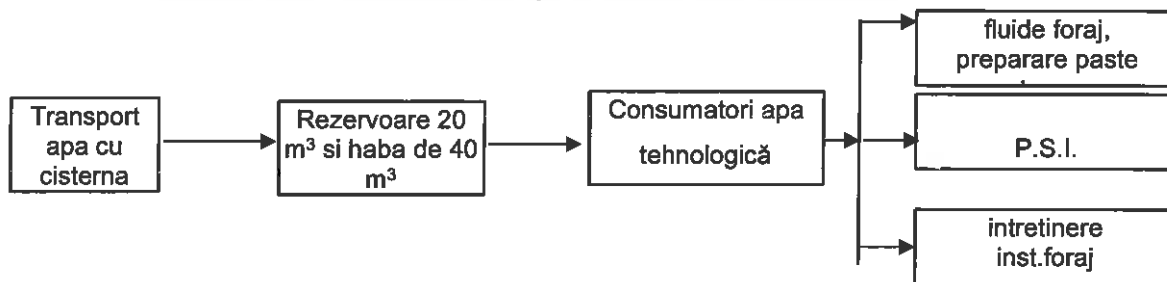 Transport
apa cu
cisterna
Rezervoare 20
m³ si haba de 40
m³
Consumatori apa
tehnologică
fluide foraj,
preparare paste
P.S.I.
intretinere
inst.foraj